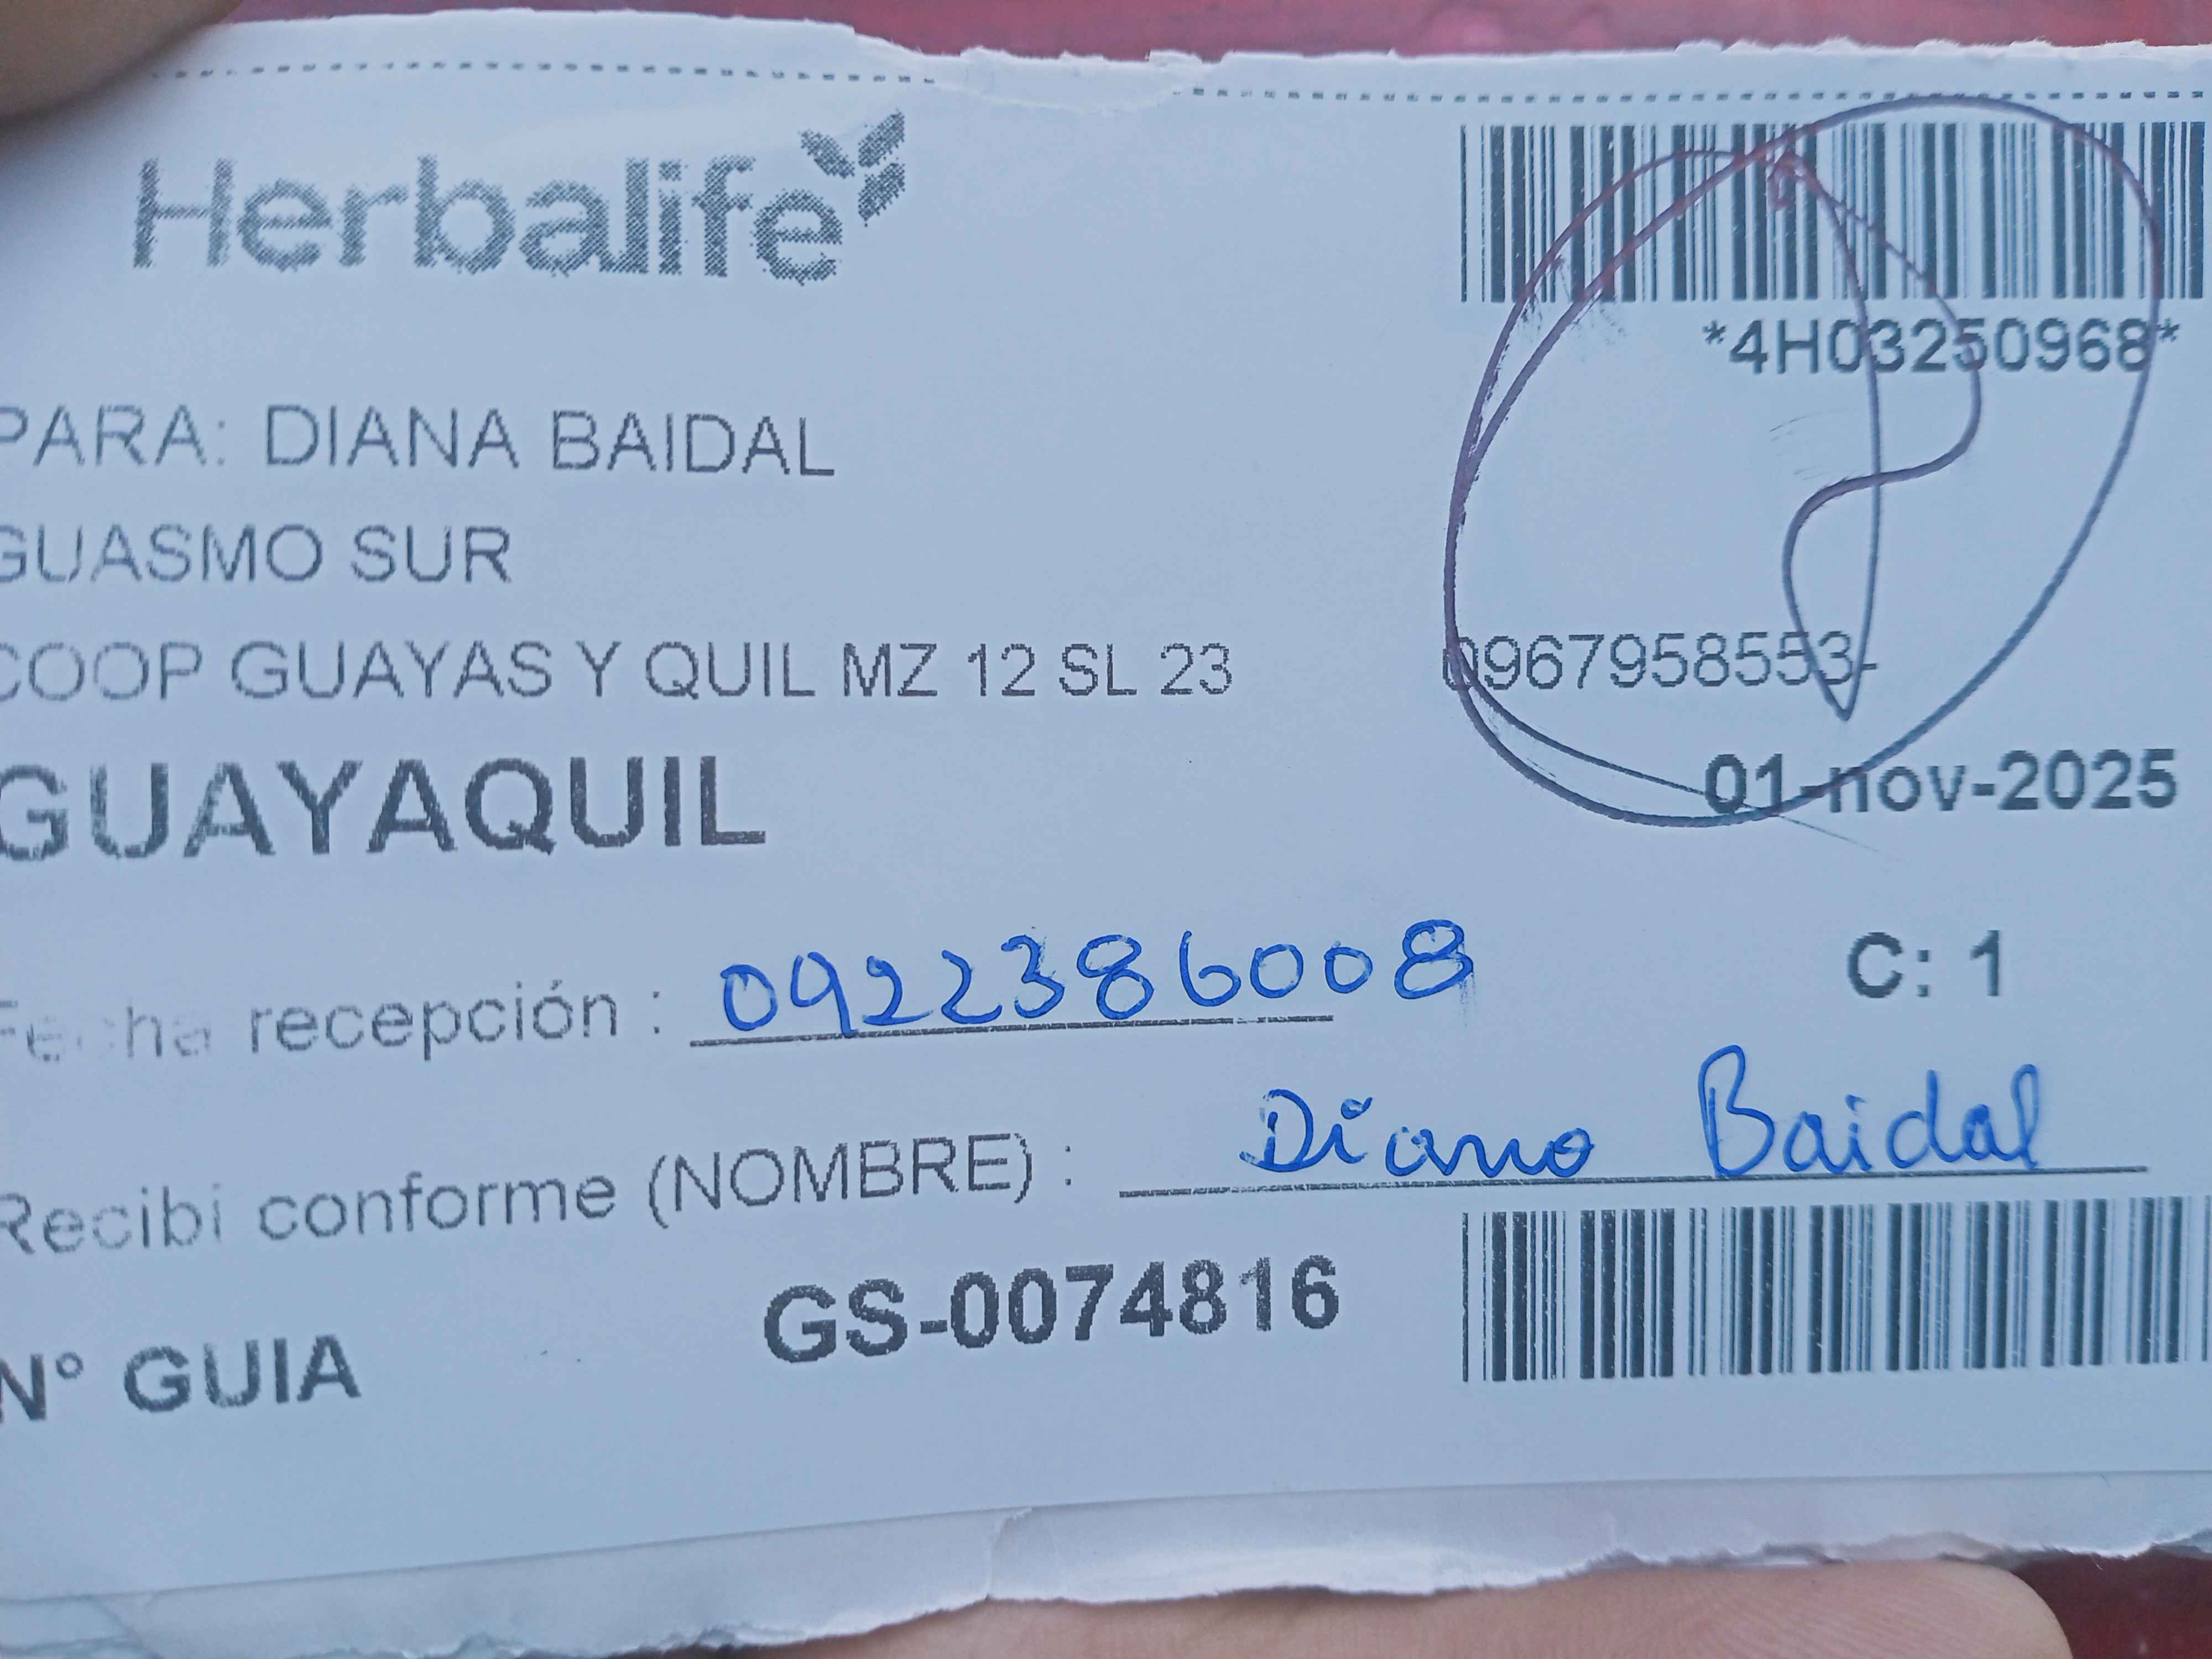 Herbalife
*4H03250968*
PARA: DIANA BAIDAL
GUASMO SUR
COOP GUAYAS Y QUIL MZ 12 SL 23
0967958553-
GUAYAQUIL
01-nov-2025
Fecha recepción : 0922386008
C: 1
Recibí conforme (NOMBRE) : Diana Baidal
N° GUIA GS-0074816